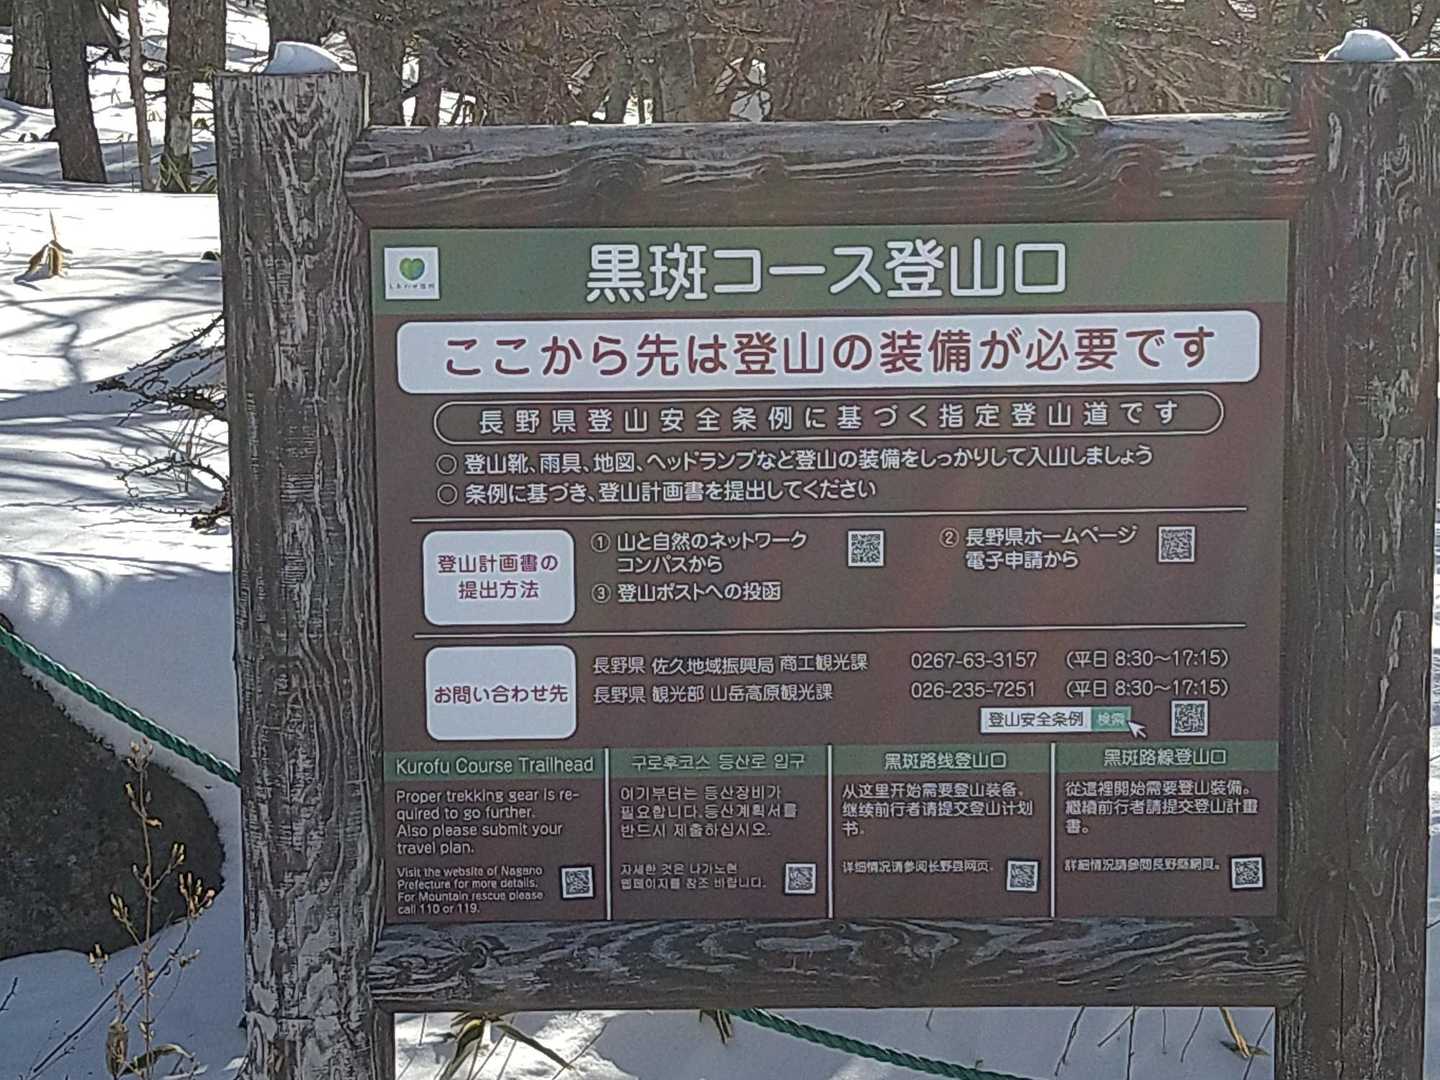 しあわせ信州
黒斑コース登山口
ここから先は登山の装備が必要です
長野県登山安全条例に基づく指定登山道です
○ 登山靴、雨具、地図、ヘッドランプなど登山の装備をしっかりして入山しましょう
○ 条例に基づき、登山計画書を提出してください
登山計画書の
提出方法
① 山と自然のネットワーク
コンパスから
② 長野県ホームページ
電子申請から
③ 登山ポストへの投函
お問い合わせ先
長野県 佐久地域振興局 商工観光課 0267-63-3157 (平日 8:30~17:15)
長野県 観光部 山岳高原観光課 026-235-7251 (平日 8:30~17:15)
登山安全条例 検索
Kurofu Course Trailhead
Proper trekking gear is re-
quired to go further.
Also please submit your
travel plan.
Visit the website of Nagano
Prefecture for more details.
For Mountain rescue please
call 110 or 119.
구로후코스 등산로 입구
여기부터는 등산장비가
필요합니다.등산계획서를
반드시 제출하십시오.
자세한 것은 나가노현
웹페이지를 참조 바랍니다.
黑斑路线登山口
从这里开始需要登山装备。
继续前行者请提交登山计划
书。
详细情况请参阅长野县网页。
黑斑路線登山口
從這裡開始需要登山裝備。
繼續前行者請提交登山計畫
書。
詳細情況請參閲長野縣網頁。